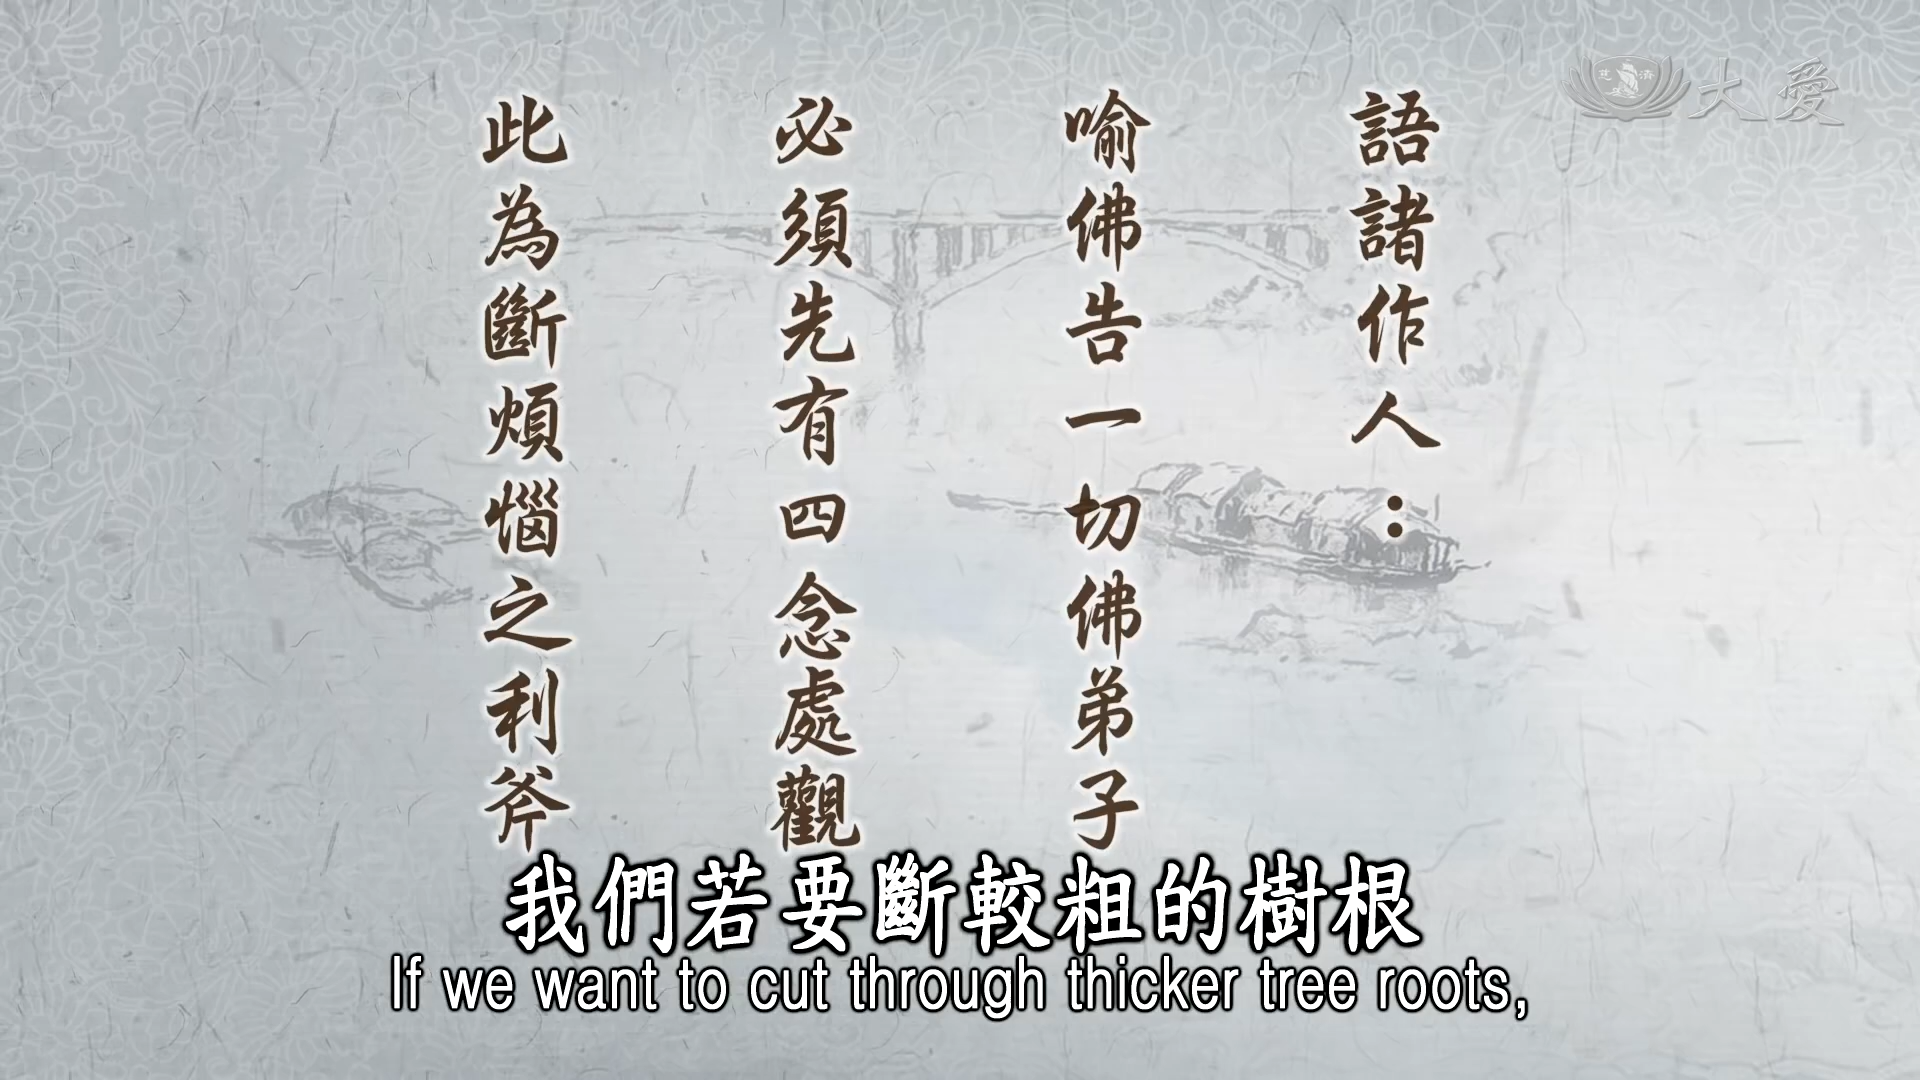 語諸作人：
喻佛告一切佛弟子
必須先有四念處觀
此為斷煩惱之利斧
慈濟
大愛
我們若要斷較粗的樹根
If we want to cut through thicker tree roots,